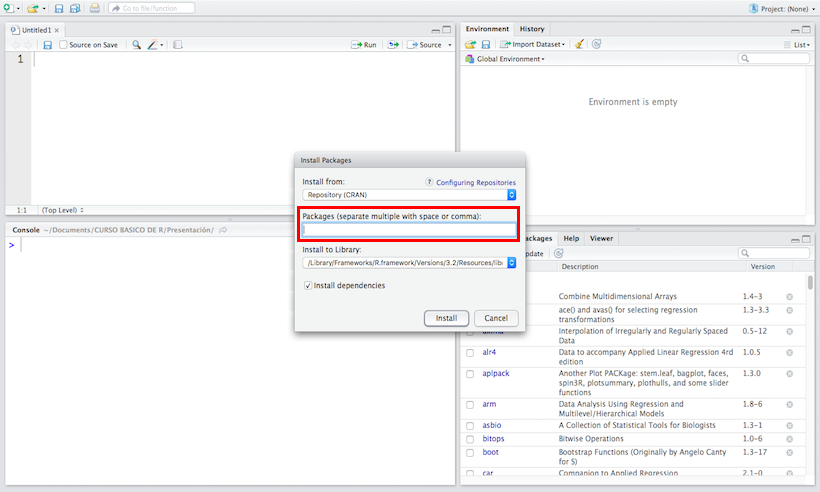 Go to file/function
Project: (None)
Untitled1
Source on Save
Run
Source
1
1:1
(Top Level)
Console ~/Documents/CURSO BASICO DE R/Presentación/
>
Environment
History
Import Dataset
List
Global Environment
Environment is empty
Install Packages
Install from:
? Configuring Repositories
Repository (CRAN)
Packages (separate multiple with space or comma):
Install to Library:
/Library/Frameworks/R.framework/Versions/3.2/Resources/libr
Install dependencies
Install
Cancel
Help
Viewer
Description
Version
Combine Multidimensional Arrays
1.4-3
ace() and avas() for selecting regression
transformations
1.3-3.3
Interpolation of Irregularly and Regularly Spaced
Data
0.5-12
alr4
Data to accompany Applied Linear Regression 4rd
edition
1.0.5
aplpack
Another Plot PACKage: stem.leaf, bagplot, faces,
spin3R, plotsummary, plothulls, and some slider
functions
1.3.0
arm
Data Analysis Using Regression and
Multilevel/Hierarchical Models
1.8-6
asbio
A Collection of Statistical Tools for Biologists
1.3-1
bitops
Bitwise Operations
1.0-6
boot
Bootstrap Functions (Originally by Angelo Canty
for S)
1.3-17
car
Companion to Applied Regression
2.1-0